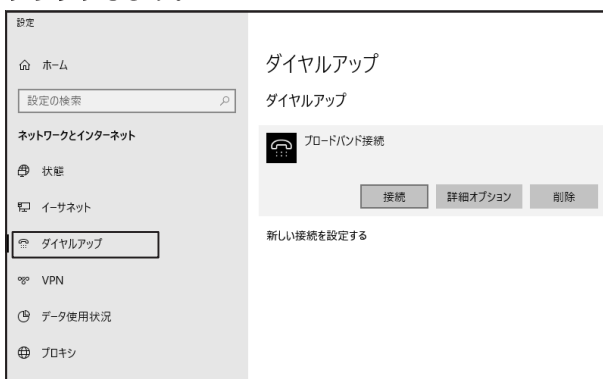 設定
ホーム
設定の検索
ネットワークとインターネット
状態
イーサネット
ダイヤルアップ
VPN
データ使用状況
プロキシ
ダイヤルアップ
ダイヤルアップ
ブロードバンド接続
接続 詳細オプション 削除
新しい接続を設定する